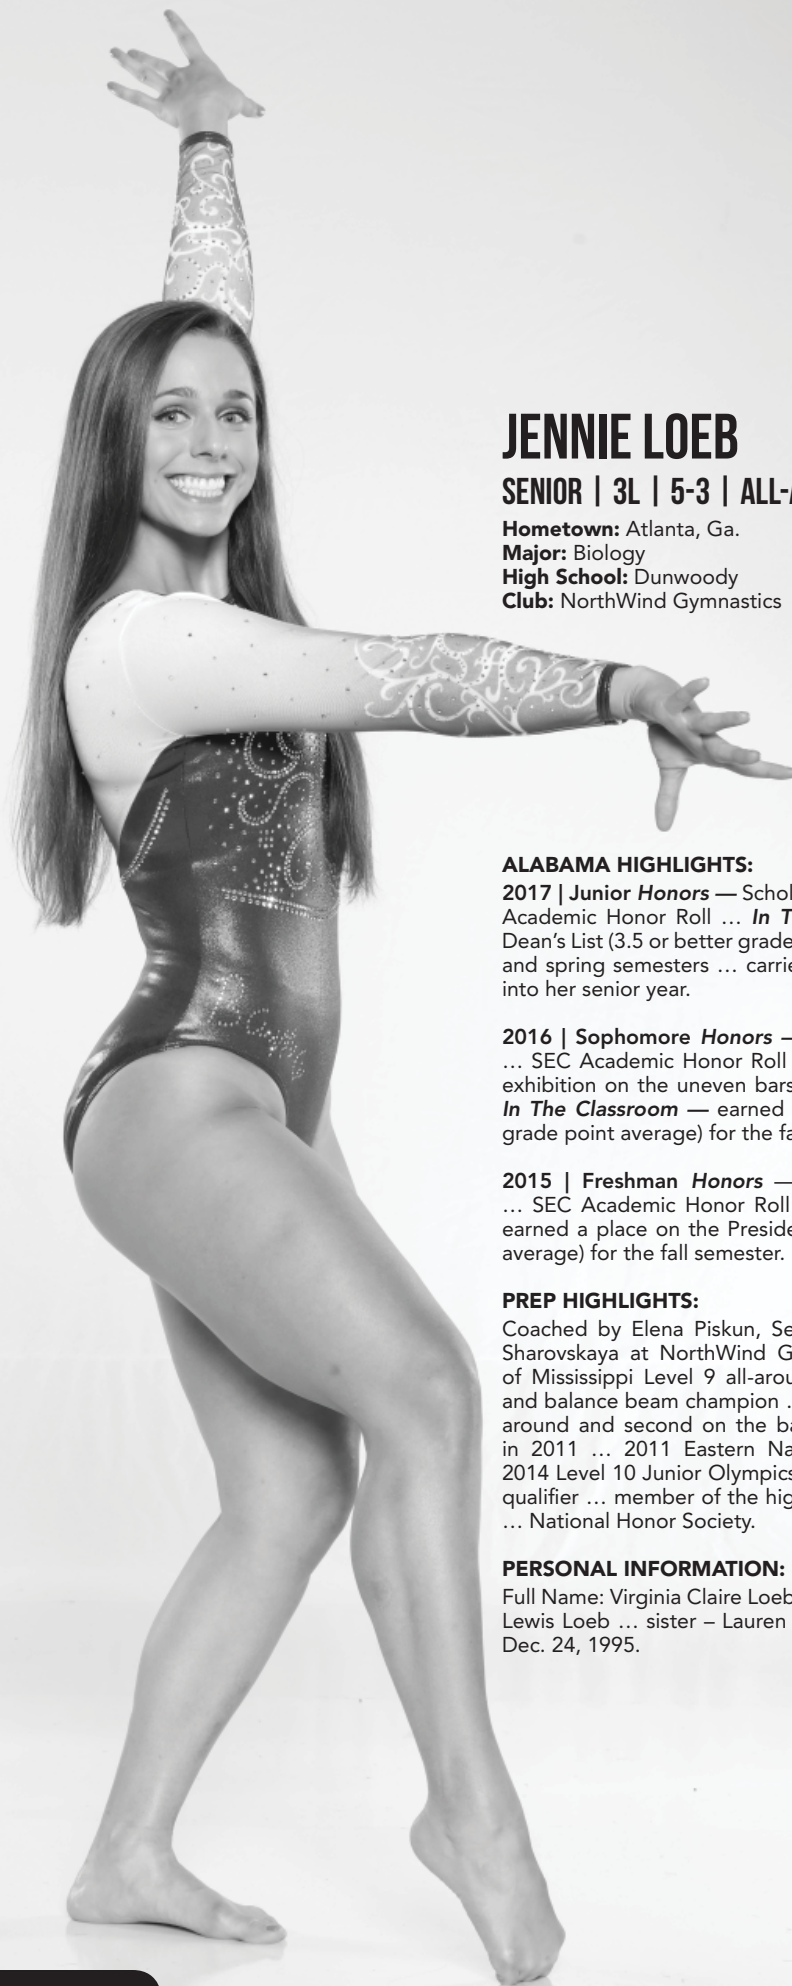 JENNIE LOEB
SENIOR | 3L | 5-3 | ALL-
Hometown: Atlanta, Ga.
Major: Biology
High School: Dunwoody
Club: NorthWind Gymnastics
ALABAMA HIGHLIGHTS:
2017 | Junior Honors — Schol
Academic Honor Roll … In T
Dean's List (3.5 or better grade
and spring semesters … carrie
into her senior year.
2016 | Sophomore Honors —
… SEC Academic Honor Roll
exhibition on the uneven bars
In The Classroom — earned
grade point average) for the fa
2015 | Freshman Honors —
… SEC Academic Honor Roll
earned a place on the Preside
average) for the fall semester.
PREP HIGHLIGHTS:
Coached by Elena Piskun, Se
Sharovskaya at NorthWind G
of Mississippi Level 9 all-arou
and balance beam champion .
around and second on the ba
in 2011 … 2011 Eastern Na
2014 Level 10 Junior Olympics
qualifier … member of the hig
… National Honor Society.
PERSONAL INFORMATION:
Full Name: Virginia Claire Loeb
Lewis Loeb … sister – Lauren
Dec. 24, 1995.